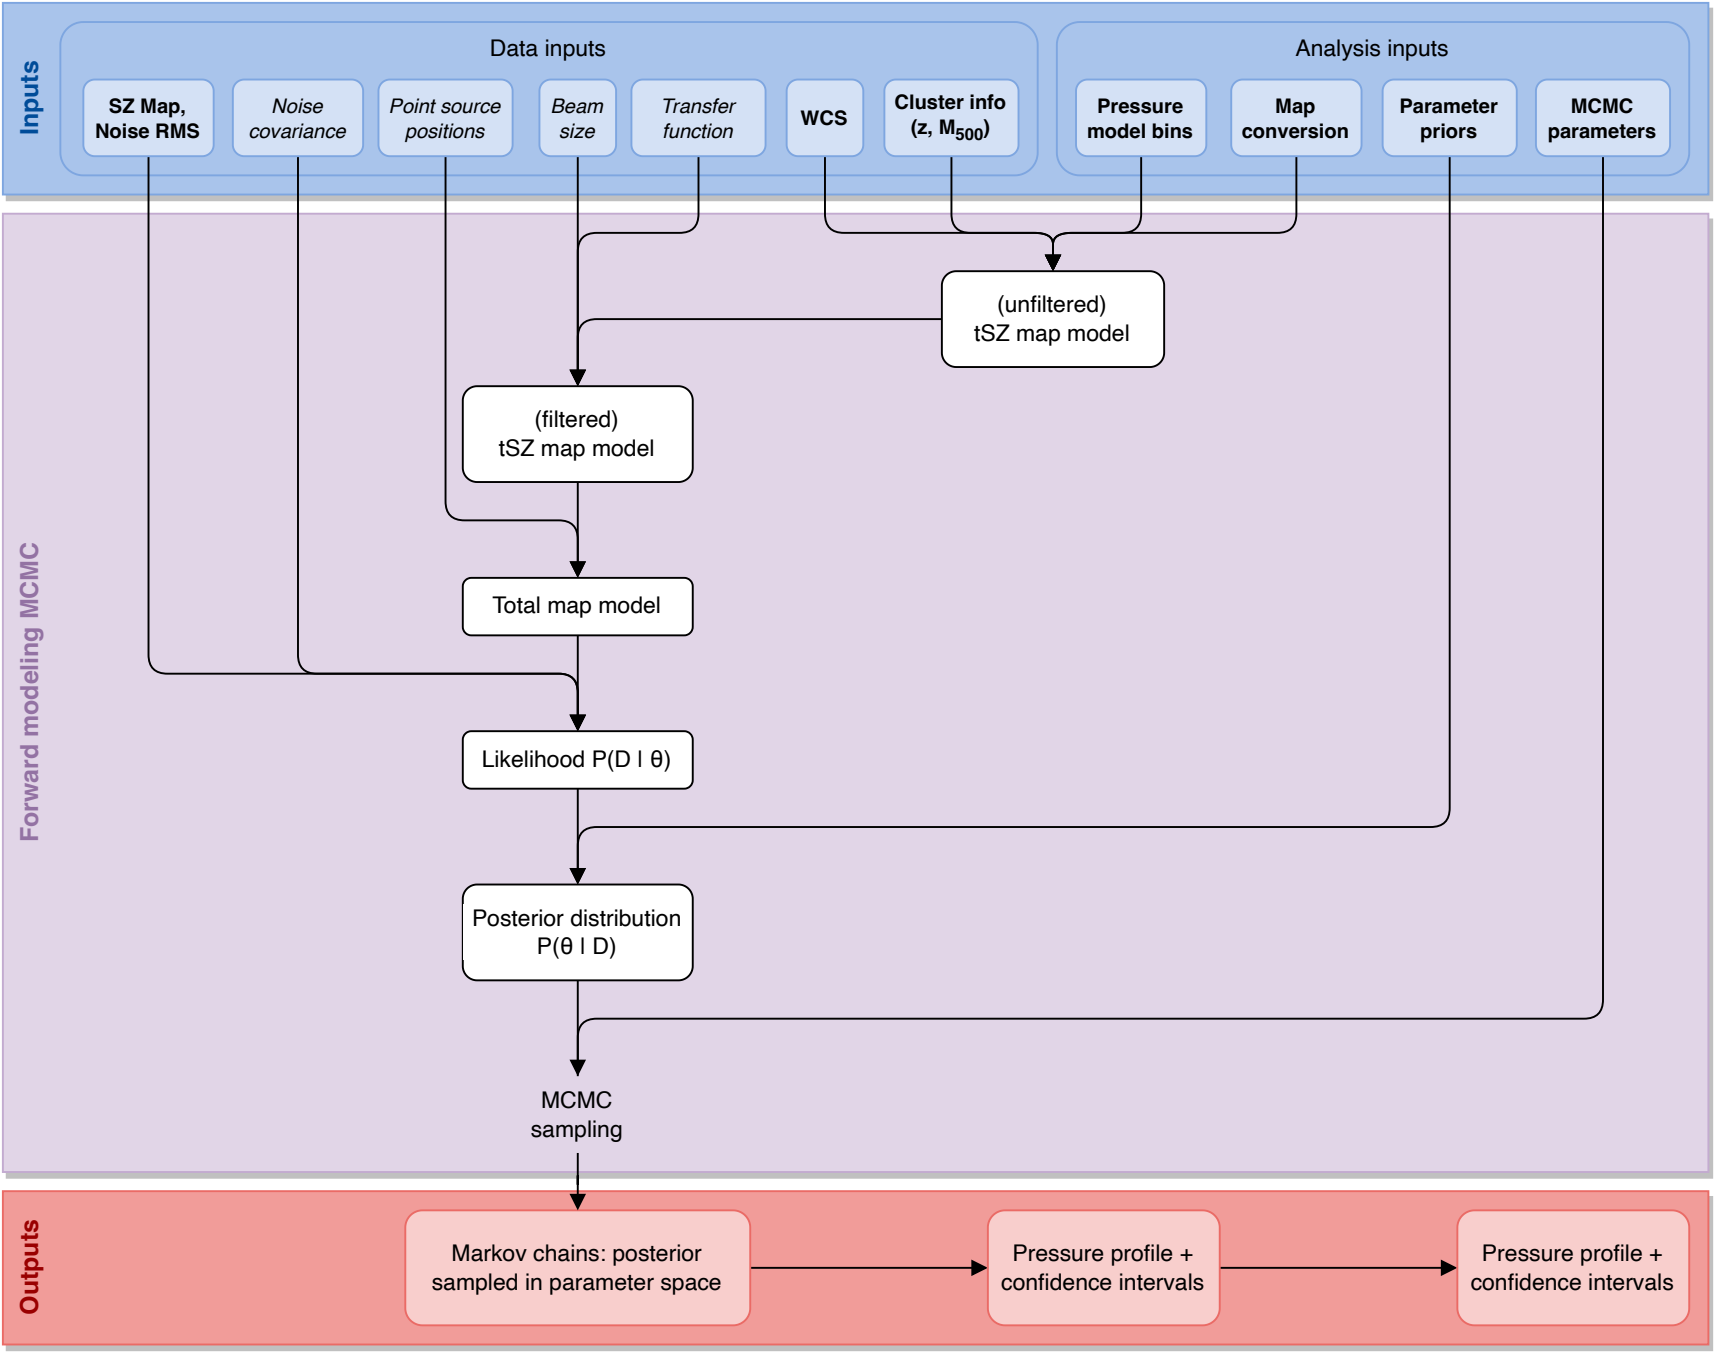 Inputs
Data inputs
SZ Map,
Noise RMS
Noise
covariance
Point source
positions
Beam
size
Transfer
function
WCS
Cluster info
(z, M500)
Analysis inputs
Pressure
model bins
Map
conversion
Parameter
priors
MCMC
parameters
Forward modeling MCMC
(unfiltered)
tSZ map model
(filtered)
tSZ map model
Total map model
Likelihood P(D | θ)
Posterior distribution
P(θ | D)
MCMC
sampling
Outputs
Markov chains: posterior
sampled in parameter space
Pressure profile +
confidence intervals
Pressure profile +
confidence intervals